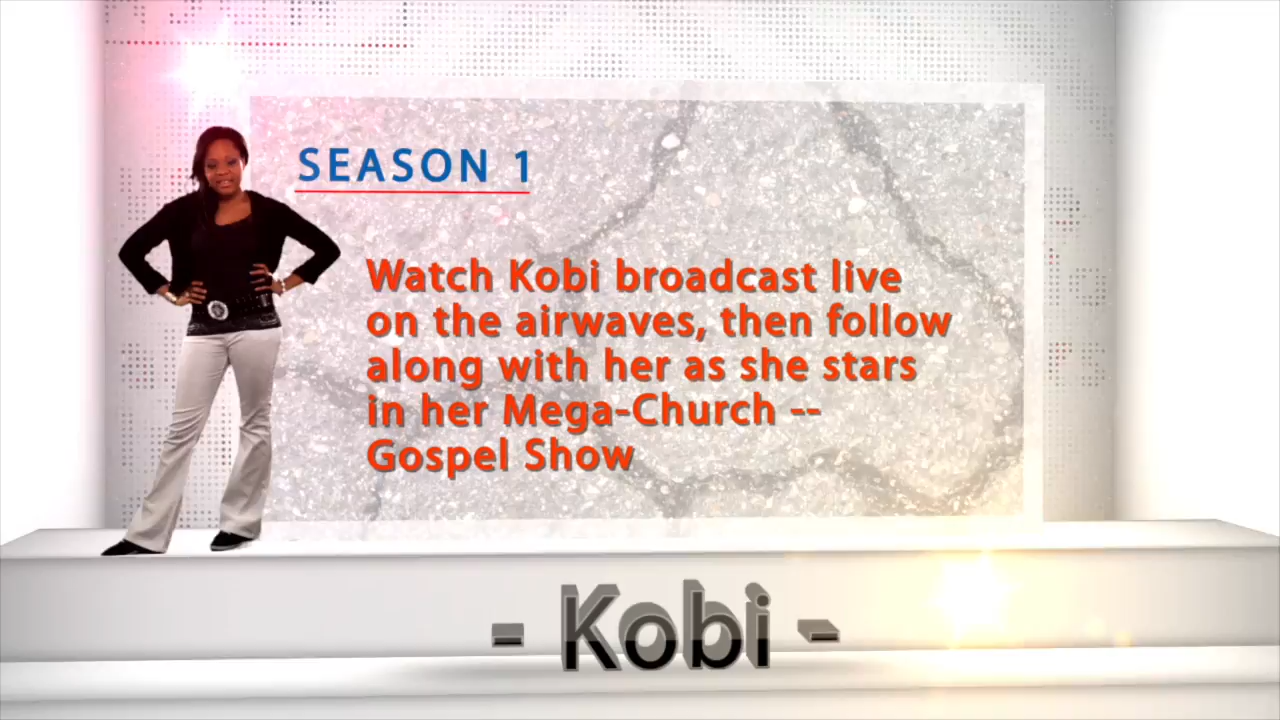 SEASON 1
Watch Kobi broadcast live
on the airwaves, then follow
along with her as she stars
in her Mega-Church --
Gospel Show
- Kobi -